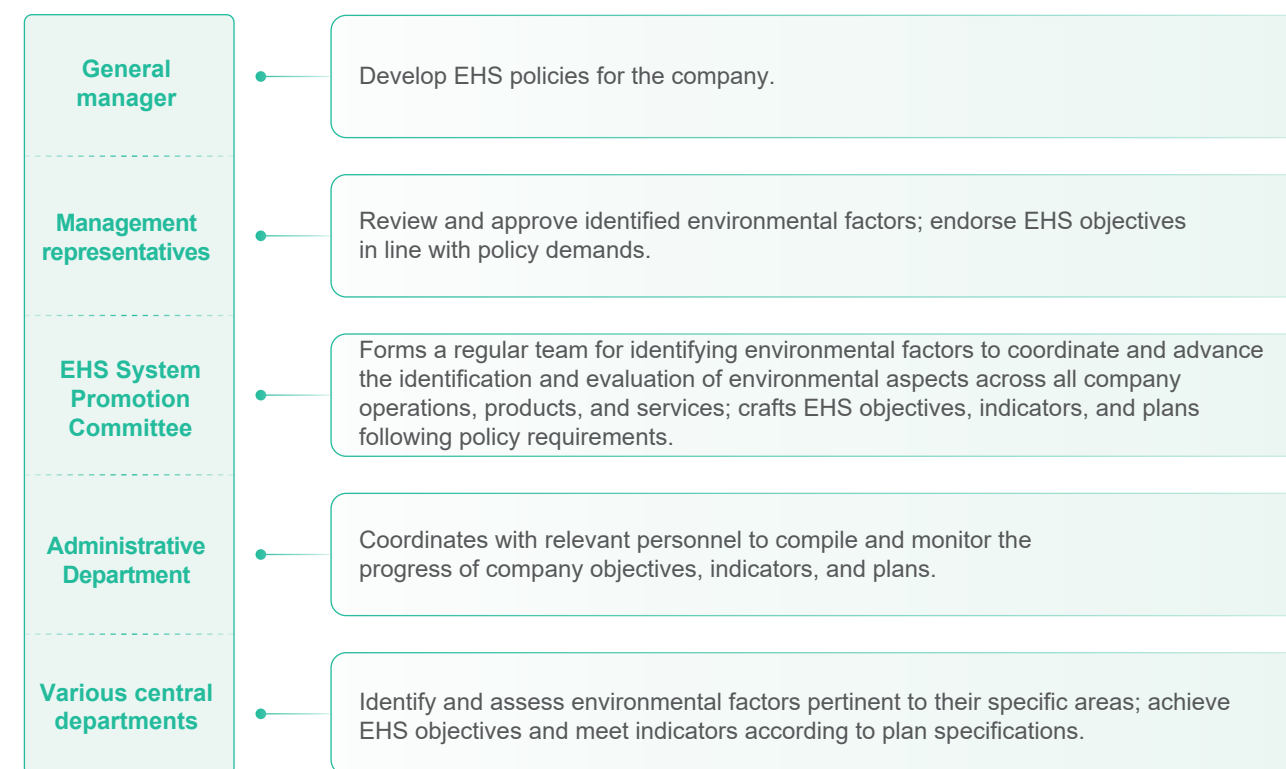 General
manager
Develop EHS policies for the company.
Management
representatives
Review and approve identified environmental factors; endorse EHS objectives
in line with policy demands.
EHS System
Promotion
Committee
Forms a regular team for identifying environmental factors to coordinate and advance
the identification and evaluation of environmental aspects across all company
operations, products, and services; crafts EHS objectives, indicators, and plans
following policy requirements.
Administrative
Department
Coordinates with relevant personnel to compile and monitor the
progress of company objectives, indicators, and plans.
Various central
departments
Identify and assess environmental factors pertinent to their specific areas; achieve
EHS objectives and meet indicators according to plan specifications.